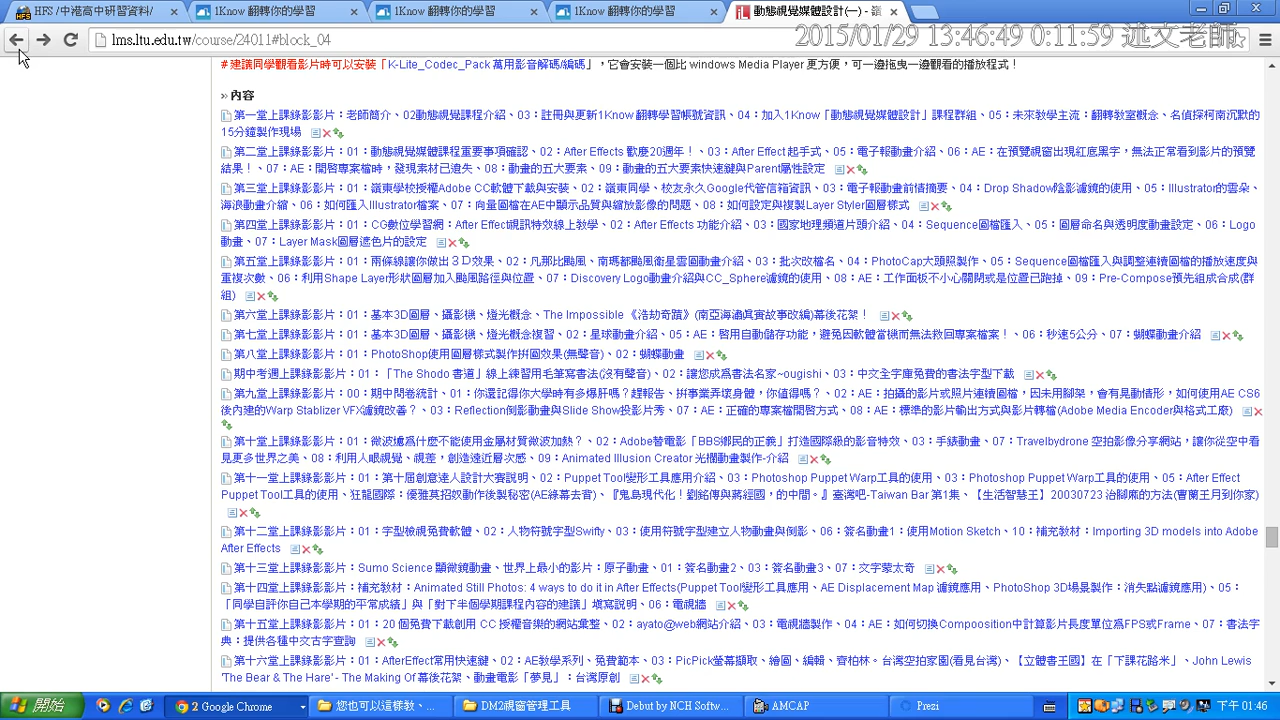 HFS /中港高中研習資料/
1Know 翻轉你的學習
1Know 翻轉你的學習
1Know 翻轉你的學習
動態視覺媒體設計(一) - 嶺
lms.ltu.edu.tw/course/24011#block_04
2015/01/29 13:46:49 0:11:59 述文老師
#建議同學觀看影片時可以安裝「K-Lite_Codec_Pack 萬用影音解碼/編碼」，它會安裝一個比 windows Media Player 更方便，可一邊拖曳一邊觀看的播放程式！
» 內容
第一堂上課錄影影片：老師簡介、02動態視覺課程介紹、03：註冊與更新1Know 翻轉學習帳號資訊、04：加入1Know「動態視覺媒體設計」課程群組、05：未來教學主流：翻轉教室觀念、名偵探柯南沉默的
15分鐘製作現場
第二堂上課錄影影片：01：動態視覺媒體課程重要事項確認、02：After Effects 歡慶20週年！、03：After Effect 起手式、05：電子報動畫介紹、06：AE：在預覽視窗出現紅底黑字，無法正常看到影片的預覽
結果！、07：AE：開啓專案檔時，發現素材已遺失、08：動畫的五大要素、09：動畫的五大要素快速鍵與Parent屬性設定
第三堂上課錄影影片：01：嶺東學校授權Adobe CC軟體下載與安裝、02：嶺東同學、校友永久Google代管信箱資訊、03：電子報動畫前情摘要、04：Drop Shadow陰影濾鏡的使用、05：Illustrator的雲朵、
海浪動畫介紹、06：如何匯入Illustrator檔案、07：向量圖檔在AE中顯示品質與縮放影像的問題、08：如何設定與複製Layer Styler圖層樣式
第四堂上課錄影影片：01：CG數位學習網：After Effect視訊特效線上教學、02：After Effects 功能介紹、03：國家地理頻道片頭介紹、04：Sequence圖檔匯入、05：圖層命名與透明度動畫設定、06：Logo
動畫、07：Layer Mask圖層遮色片的設定
第五堂上課錄影影片：01：兩條線讓你做出３Ｄ效果、02：凡那比颱風、南瑪都颱風衛星雲圖動畫介紹、03：批次改檔名、04：PhotoCap大頭照製作、05：Sequence圖檔匯入與調整連續圖檔的播放速度與
重複次數、06：利用Shape Layer形狀圖層加入颱風路徑與位置、07：Discovery Logo動畫介紹與CC_Sphere濾鏡的使用、08：AE：工作面板不小心關閉或是位置已跑掉、09：Pre-Compose預先組合成(群
組)
第六堂上課錄影影片：01：基本3D圖層、攝影機、燈光觀念、The Impossible 《浩劫奇蹟》(南亞海嘯真實故事改編)幕後花絮！
第七堂上課錄影影片：01：基本3D圖層、攝影機、燈光觀念複習、02：星球動畫介紹、05：AE：啓用自動儲存功能，避免因軟體當機而無法救回專案檔案！、06：秒速5公分、07：蝴蝶動畫介紹
第八堂上課錄影影片：01：PhotoShop使用圖層樣式製作拼圖效果(無聲音)、02：蝴蝶動畫
期中考週上課錄影影片：01：「The Shodo 書道」線上練習用毛筆寫書法(沒有聲音)、02：讓您成爲書法名家~ougishi、03：中文全字庫免費的書法字型下載
第九堂上課錄影影片：00：期中問卷統計、01：你還記得你大學時有多爆肝嗎？趕報告、拼事業弄壞身體，你值得嗎？、02：AE：拍攝的影片或照片連續圖檔，因未用腳架，會有晃動情形，如何使用AE CS6
後內建的Warp Stablizer VFX濾鏡改善？、03：Reflection倒影動畫與Slide Show投影片秀、07：AE：正確的專案檔開啓方式、08：AE：標準的影片輸出方式與影片轉檔(Adobe Media Encoder與格式工廠)
第十堂上課錄影影片：01：微波爐爲什麼不能使用金屬材質微波加熱？、02：Adobe替電影「BBS鄉民的正義」打造國際級的影音特效、03：手錶動畫、07：Travelbydrone 空拍影像分享網站，讓你從空中看
見更多世界之美、08：利用人眼視覺、視差，創造遠近層次感、09：Animated Illusion Creator 光柵動畫製作-介紹
第十一堂上課錄影影片：01：第十屆創意達人設計大賽說明、02：Puppet Tool變形工具應用介紹、03：Photoshop Puppet Warp工具的使用、03：Photoshop Puppet Warp工具的使用、05：After Effect
Puppet Tool工具的使用、狂龍國際：優雅英招奴動作後製秘密(AE綠幕去背)、『鬼島現代化！劉銘傳與蔣經國，的中間。』臺灣吧-Taiwan Bar 第1集、【生活智慧王】20030723 治腳麻的方法(曹蘭王月到你家)
第十二堂上課錄影影片：01：字型檢視免費軟體、02：人物符號字型Swifty、03：使用符號字型建立人物動畫與倒影、06：簽名動畫1：使用Motion Sketch、10：補充教材：Importing 3D models into Adobe
After Effects
第十三堂上課錄影影片：Sumo Science 顯微鏡動畫、世界上最小的影片：原子動畫、01：簽名動畫2、03：簽名動畫3、07：文字蒙太奇
第十四堂上課錄影影片：補充教材：Animated Still Photos: 4 ways to do it in After Effects(Puppet Tool變形工具應用、AE Displacement Map 濾鏡應用、PhotoShop 3D場景製作：消失點濾鏡應用)、05：
「同學自評你自己本學期的平常成績」與「對下半個學期課程內容的建議」填寫說明、06：電視牆
第十五堂上課錄影影片：01：20 個免費下載創用 CC 授權音樂的網站彙整、02：ayato@web網站介紹、03：電視牆製作、04：AE：如何切換Compoosition中計算影片長度單位爲FPS或Frame、07：書法字
典：提供各種中文古字查詢
第十六堂上課錄影影片：01：AfterEffect常用快速鍵、02：AE教學系列、免費範本、03：PicPick螢幕擷取、繪圖、編輯、齊柏林。台灣空拍家園(看見台灣)、【立體書王國】在「下課花路米」、John Lewis
'The Bear & The Hare' - The Making Of 幕後花絮、動畫電影「夢見」：台灣原創
開始
2 Google Chrome
您也可以這樣教、...
DM2視窗管理工具
Debut by NCH Softw...
AMCAP
Prezi
下午 01:46